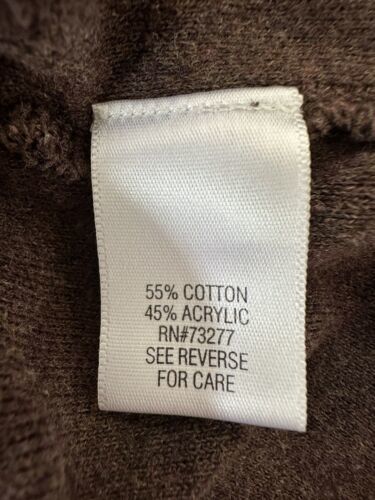 55% COTTON
45% ACRYLIC
RN#73277
SEE REVERSE
FOR CARE